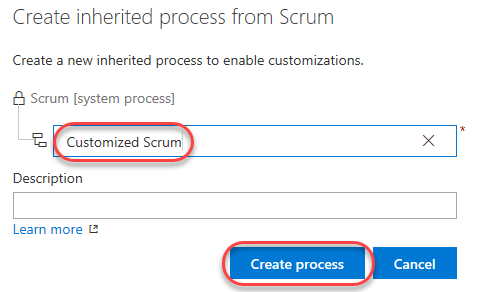 Create inherited process from Scrum
Create a new inherited process to enable customizations.
Scrum [system process]
Customized Scrum
*
Description
Learn more
Create process
Cancel